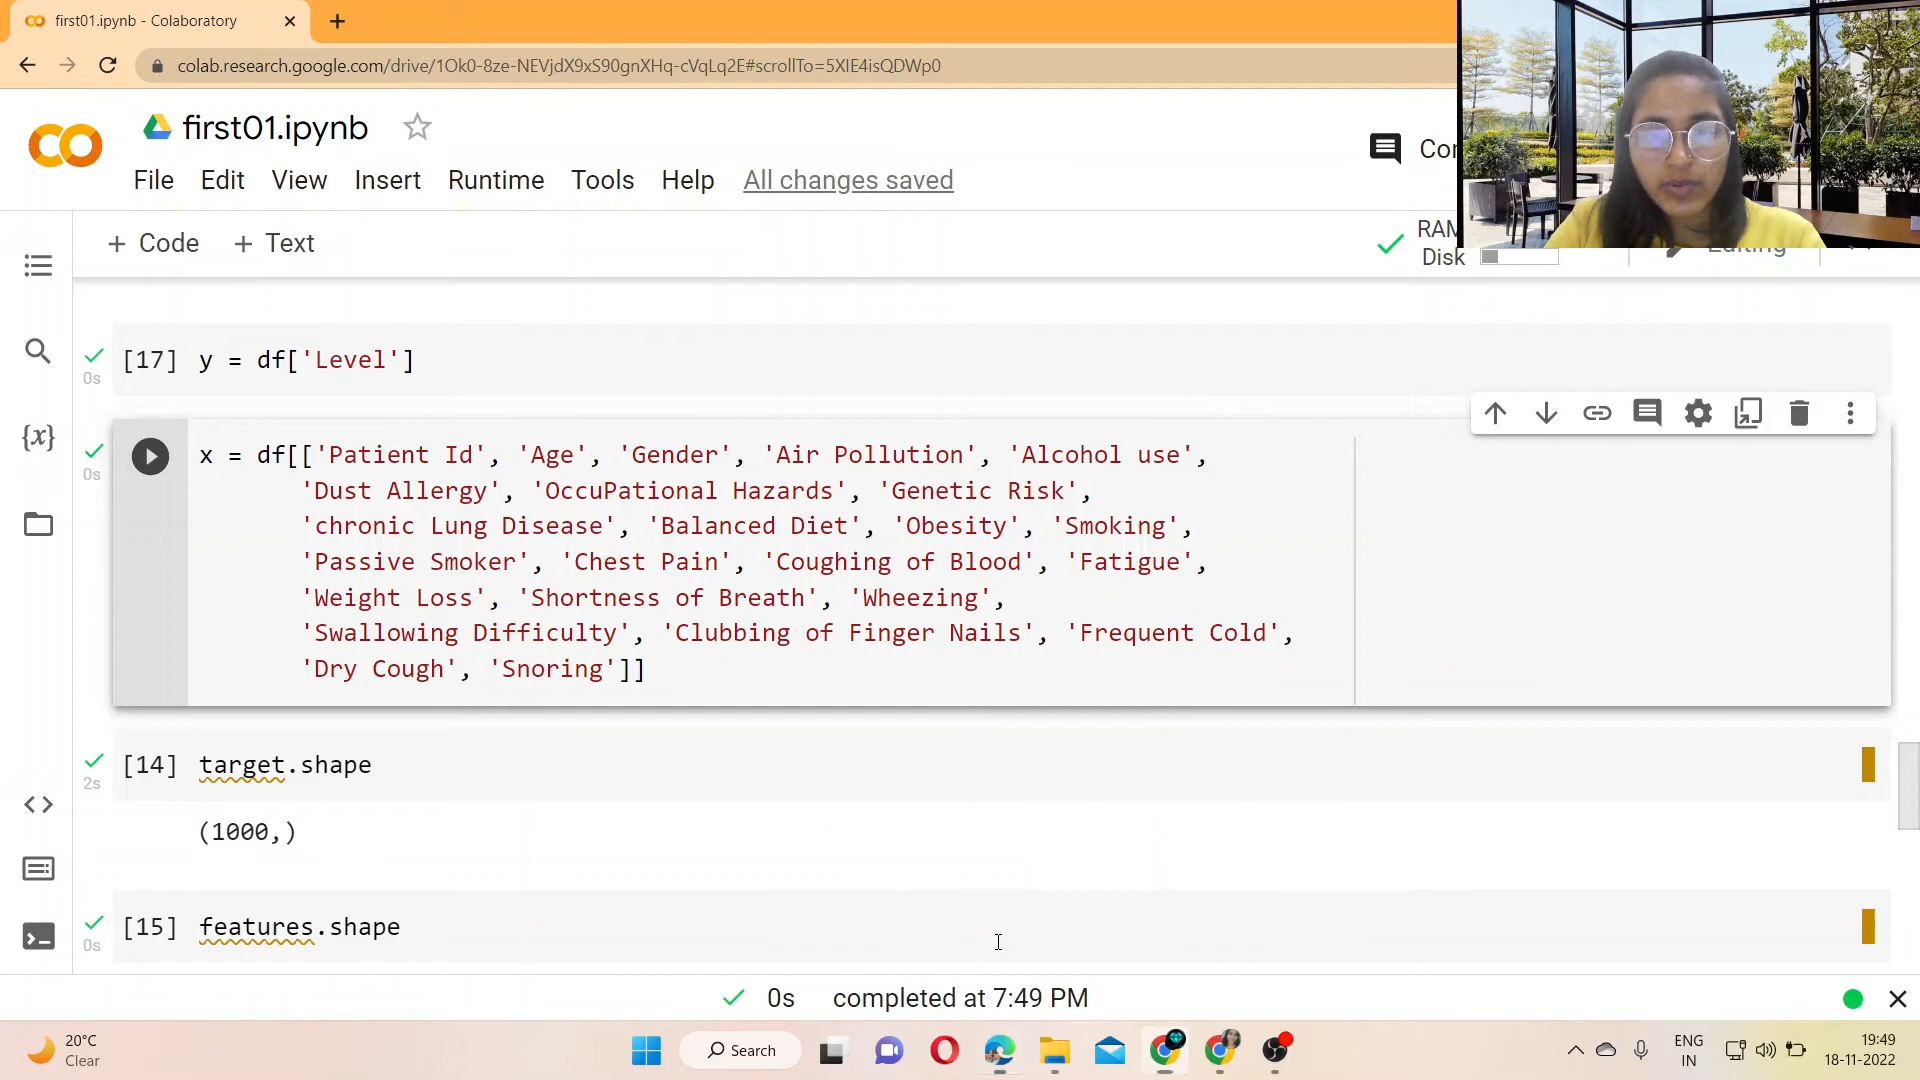 first01.ipynb - Colaboratory
colab.research.google.com/drive/1Ok0-8ze-NEVjdX9xS90gnXHq-cVqLq2E#scrollTo=5XIE4isQDWp0
first01.ipynb
File Edit View Insert Runtime Tools Help All changes saved
+ Code + Text
RAM
Disk
Editing
[17] y = df['Level']
0s
x = df[['Patient Id', 'Age', 'Gender', 'Air Pollution', 'Alcohol use',
0s
'Dust Allergy', 'OccuPational Hazards', 'Genetic Risk',
'chronic Lung Disease', 'Balanced Diet', 'Obesity', 'Smoking',
'Passive Smoker', 'Chest Pain', 'Coughing of Blood', 'Fatigue',
'Weight Loss', 'Shortness of Breath', 'Wheezing',
'Swallowing Difficulty', 'Clubbing of Finger Nails', 'Frequent Cold',
'Dry Cough', 'Snoring']]
[14] target.shape
2s
(1000,)
[15] features.shape
0s
0s completed at 7:49 PM
20°C
Clear
Search
ENG
IN
19:49
18-11-2022